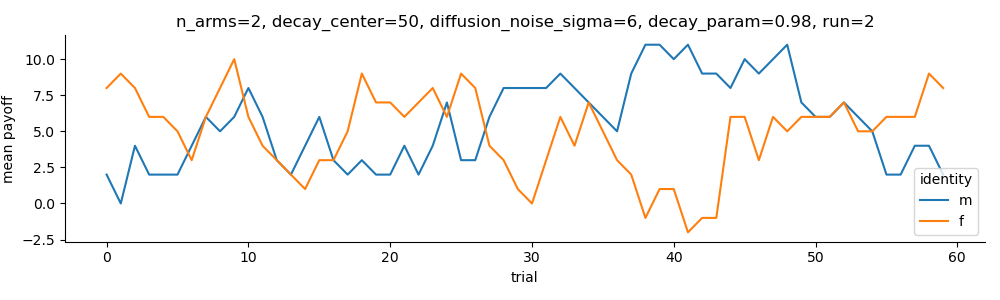 n_arms=2, decay_center=50, diffusion_noise_sigma=6, decay_param=0.98, run=2
mean payoff
10.0
7.5
5.0
2.5
0.0
−2.5
0
10
20
30
40
50
60
trial
identity
m
f